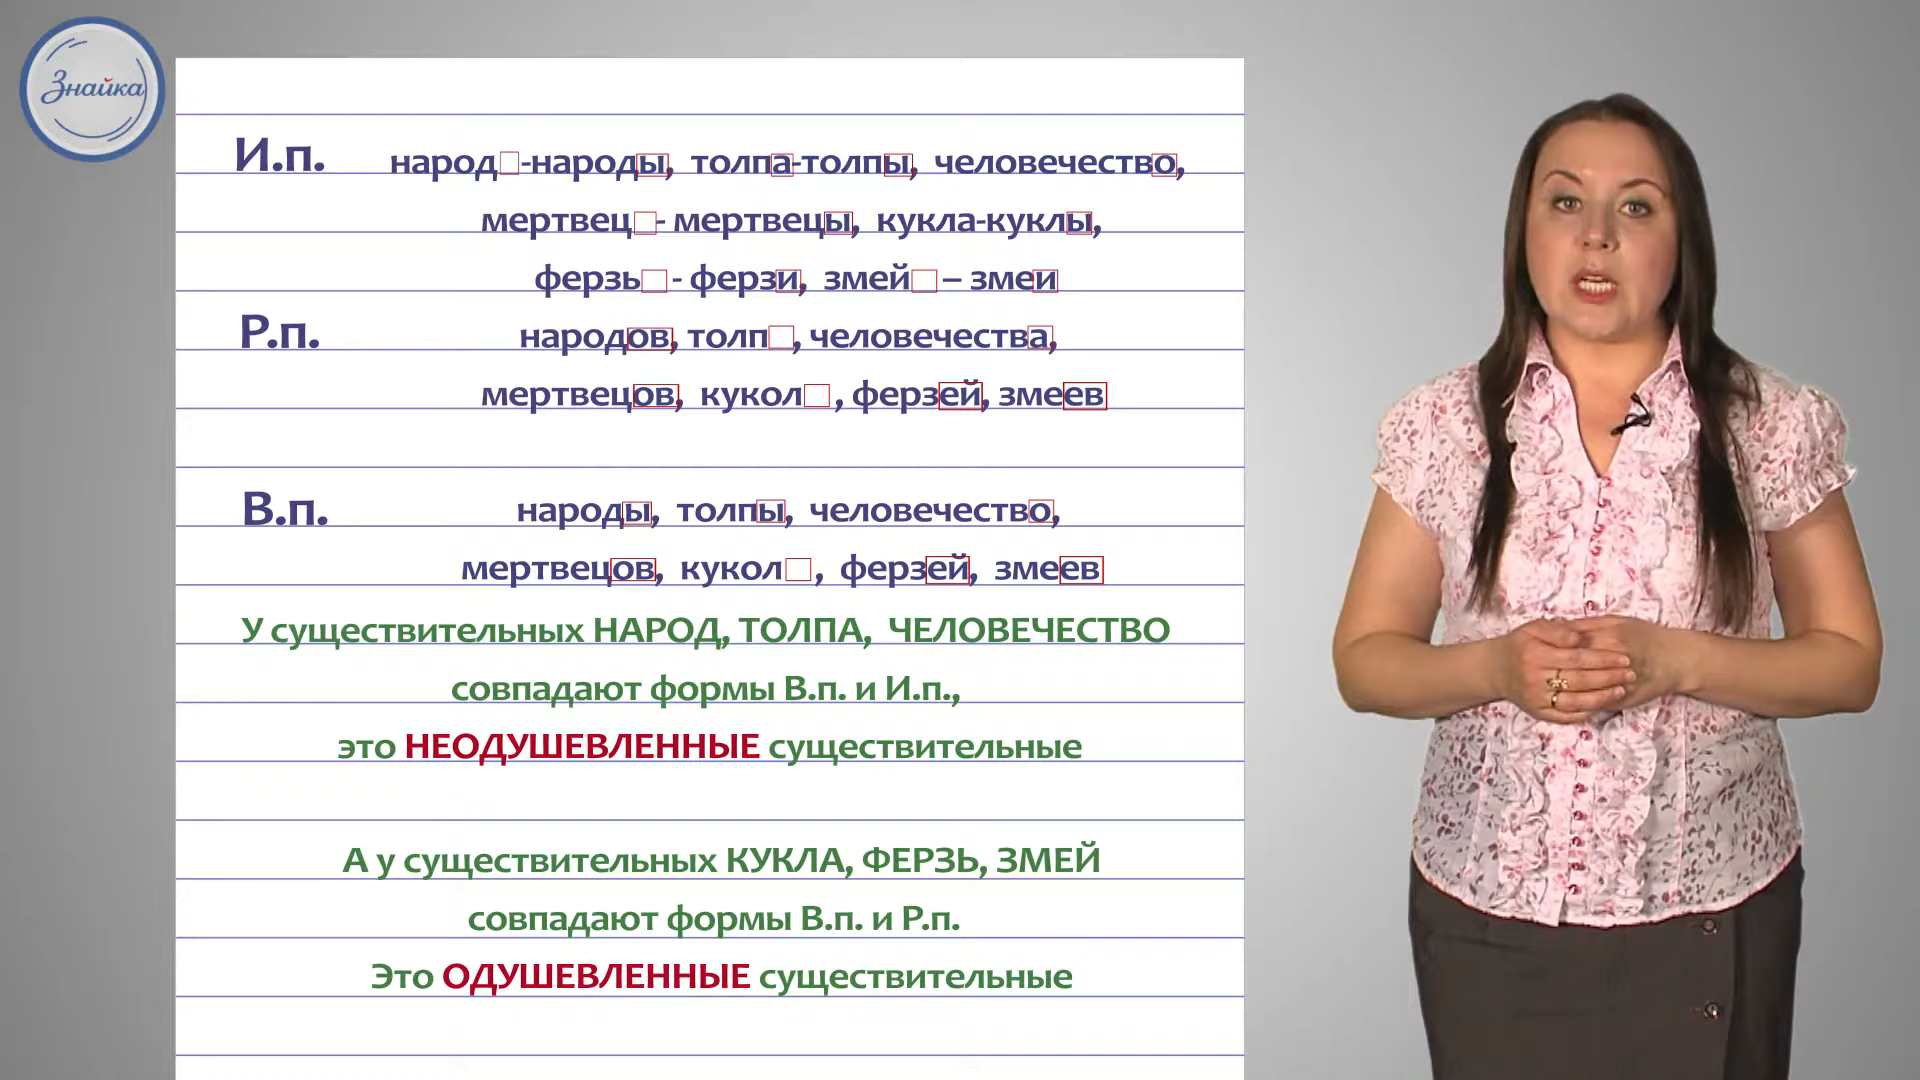 Знайка
И.п. народ-народы, толпа-толпы, человечество,
мертвец- мертвецы, кукла-куклы,
ферзь - ферзи, змей – змеи
Р.п. народов, толп, человечества,
мертвецов, кукол , ферзей, змеев
В.п. народы, толпы, человечество,
мертвецов, кукол , ферзей, змеев
У существительных НАРОД, ТОЛПА, ЧЕЛОВЕЧЕСТВО
совпадают формы В.п. и И.п.,
это НЕОДУШЕВЛЕННЫЕ существительные
А у существительных КУКЛА, ФЕРЗЬ, ЗМЕЙ
совпадают формы В.п. и Р.п.
Это ОДУШЕВЛЕННЫЕ существительные